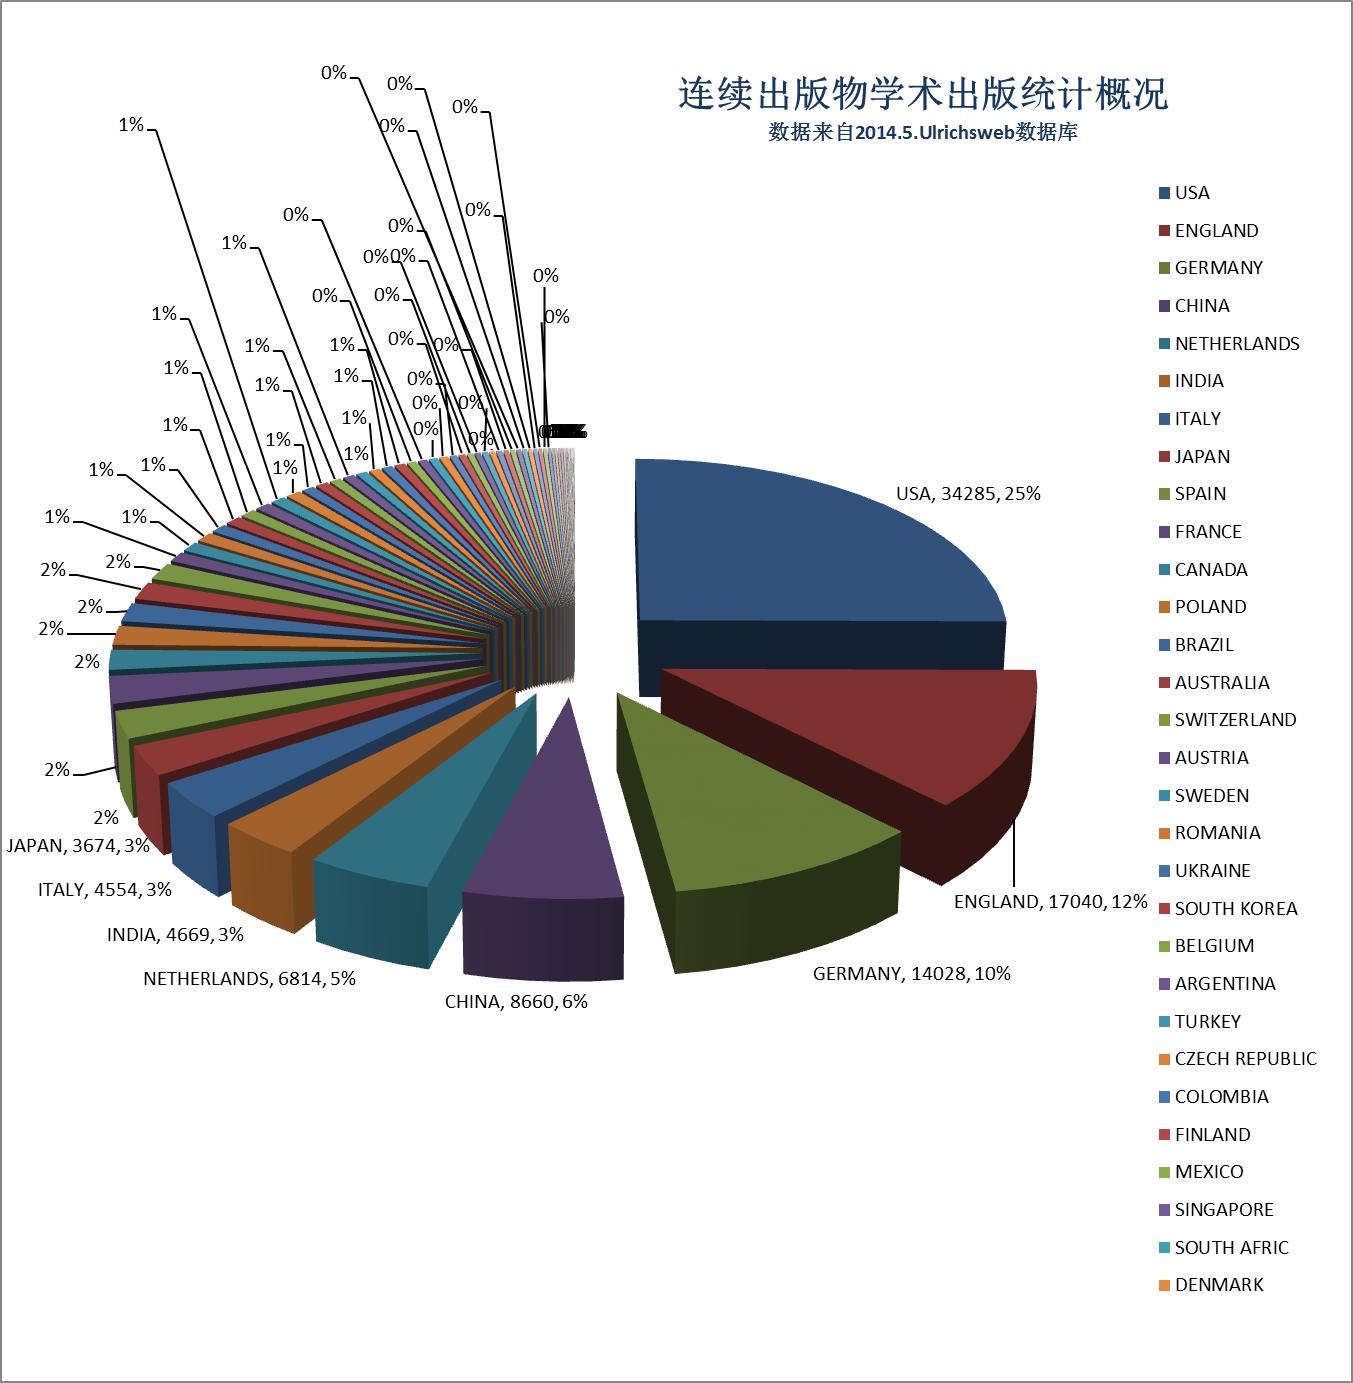 连续出版物学术出版统计概况
数据来自2014.5.Ulrichsweb数据库
0%
0%
0%
0%
1%
0%
0%
0%
1%
0%
0%
0%
0%
0%
0%
1%
0%
0%
1%
1%
0%
1%
1%
1%
0%
0%
0%
1%
1%
0%
1%
0%
1%
1%
1%
1%
1%
1%
1%
2%
2%
2%
2%
2%
2%
2%
USA, 34285, 25%
ENGLAND, 17040, 12%
GERMANY, 14028, 10%
CHINA, 8660, 6%
NETHERLANDS, 6814, 5%
INDIA, 4669, 3%
ITALY, 4554, 3%
JAPAN, 3674, 3%
USA
ENGLAND
GERMANY
CHINA
NETHERLANDS
INDIA
ITALY
JAPAN
SPAIN
FRANCE
CANADA
POLAND
BRAZIL
AUSTRALIA
SWITZERLAND
AUSTRIA
SWEDEN
ROMANIA
UKRAINE
SOUTH KOREA
BELGIUM
ARGENTINA
TURKEY
CZECH REPUBLIC
COLOMBIA
FINLAND
MEXICO
SINGAPORE
SOUTH AFRIC
DENMARK